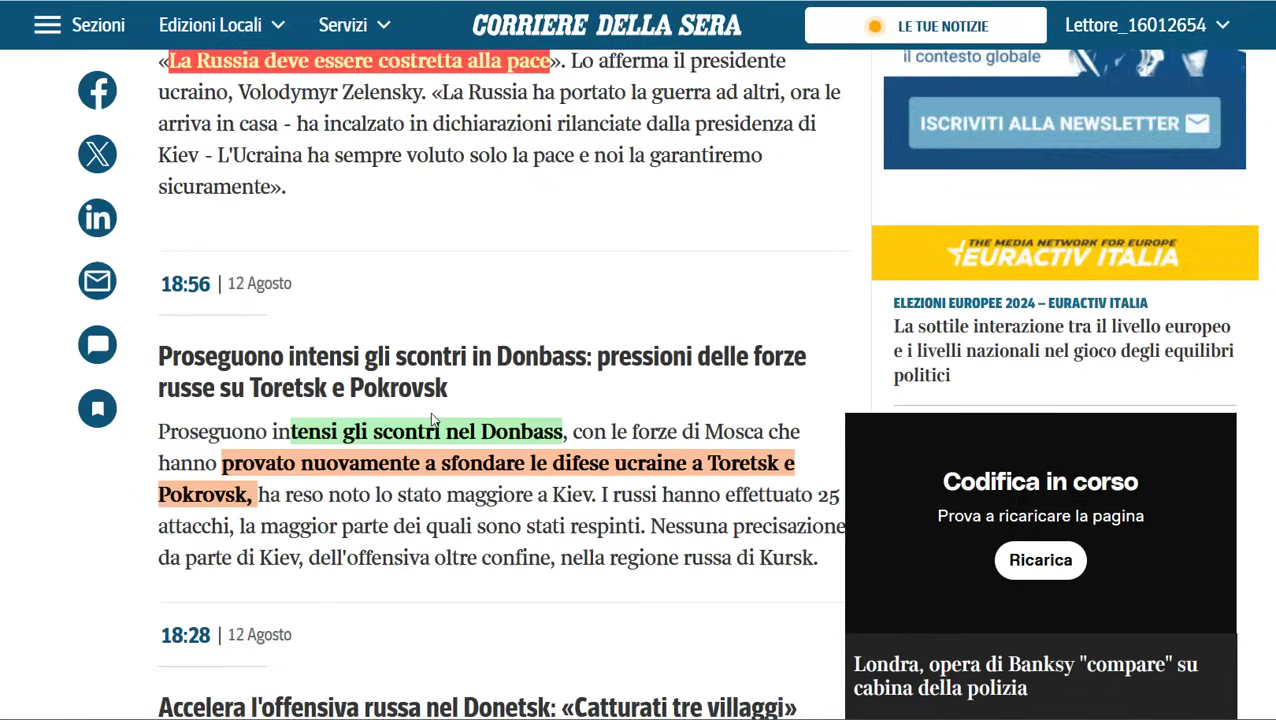 Sezioni
Edizioni Locali
Servizi
CORRIERE DELLA SERA
LE TUE NOTIZIE
Lettore_16012654
«La Russia deve essere costretta alla pace». Lo afferma il presidente
ucraino, Volodymyr Zelensky. «La Russia ha portato la guerra ad altri, ora le
arriva in casa - ha incalzato in dichiarazioni rilanciate dalla presidenza di
Kiev - L'Ucraina ha sempre voluto solo la pace e noi la garantiremo
sicuramente».
18:56 | 12 Agosto
Proseguono intensi gli scontri in Donbass: pressioni delle forze
russe su Toretsk e Pokrovsk
Proseguono intensi gli scontri nel Donbass, con le forze di Mosca che
hanno provato nuovamente a sfondare le difese ucraine a Toretsk e
Pokrovsk, ha reso noto lo stato maggiore a Kiev. I russi hanno effettuato 25
attacchi, la maggior parte dei quali sono stati respinti. Nessuna precisazione
da parte di Kiev, dell'offensiva oltre confine, nella regione russa di Kursk.
18:28 | 12 Agosto
Accelera l'offensiva russa nel Donetsk: «Catturati tre villaggi»
il contesto globale
ISCRIVITI ALLA NEWSLETTER
THE MEDIA NETWORK FOR EUROPE
EURACTIV ITALIA
ELEZIONI EUROPEE 2024 – EURACTIV ITALIA
La sottile interazione tra il livello europeo
e i livelli nazionali nel gioco degli equilibri
politici
Codifica in corso
Prova a ricaricare la pagina
Ricarica
Londra, opera di Banksy "compare" su
cabina della polizia